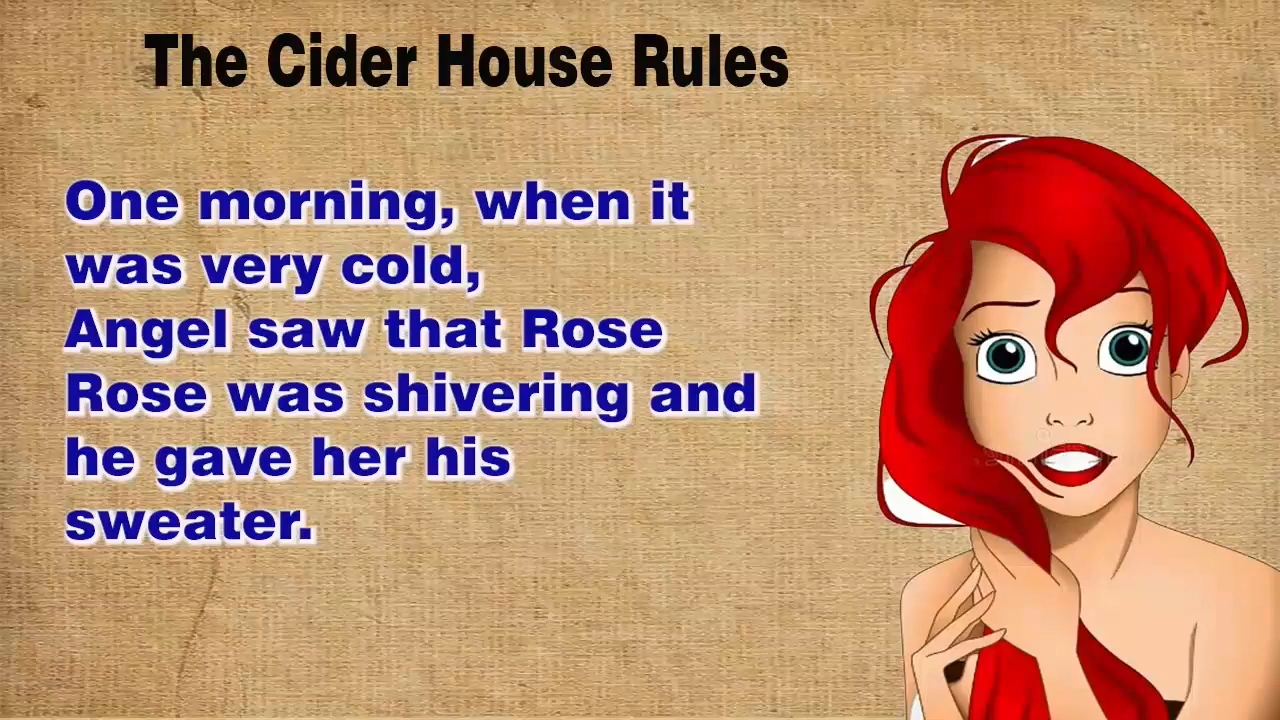 The Cider House Rules
One morning, when it
was very cold,
Angel saw that Rose
Rose was shivering and
he gave her his
sweater.